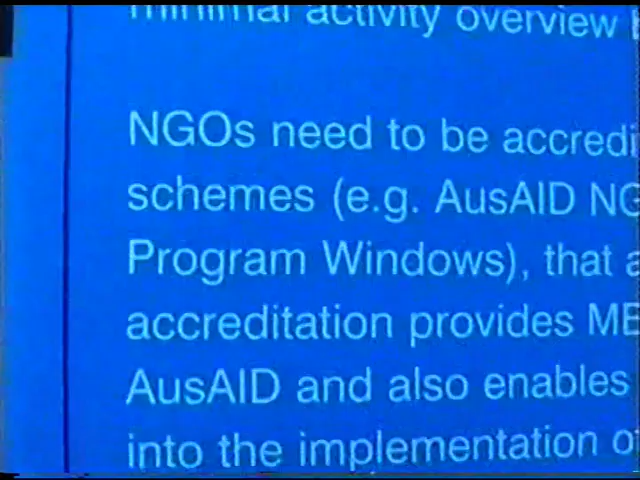 minimal activity overview
NGOs need to be accredi
schemes (e.g. AusAID NG
Program Windows), that a
accreditation provides ME
AusAID and also enables
into the implementation o